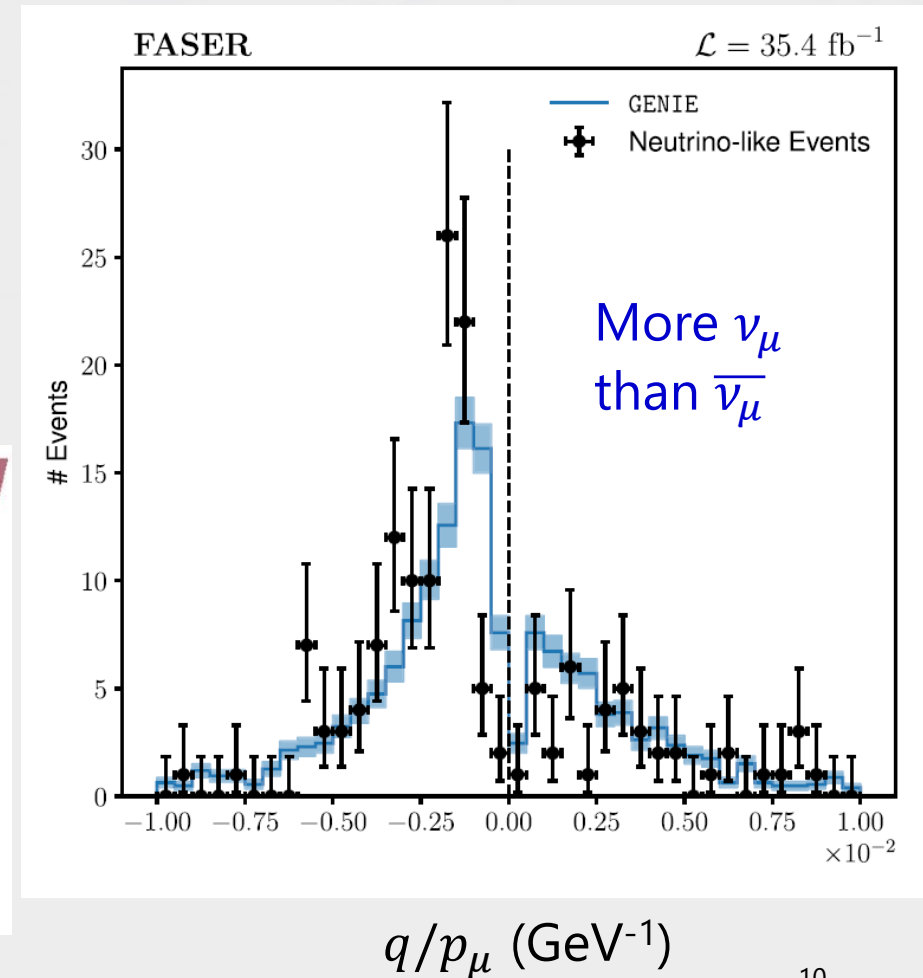 FASER ℒ = 35.4 fb⁻¹
GENIE
Neutrino-like Events
More ν_μ
than ν̅_μ̅
# Events
30
25
20
15
10
5
0
−1.00 −0.75 −0.50 −0.25 0.00 0.25 0.50 0.75 1.00
×10⁻²
q/p_μ (GeV⁻¹)